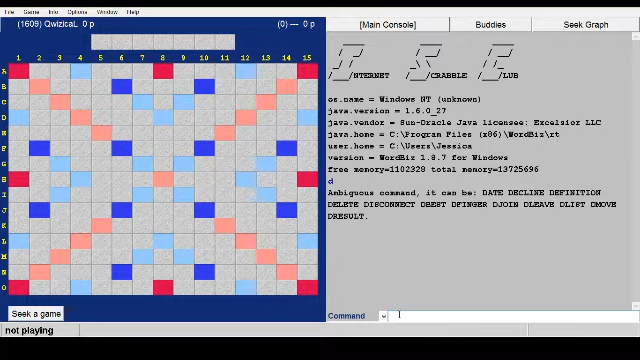 File Game Info Options Window Help
(1609) QwizicaL 0 p (0) --- 0 p
[Main Console] Buddies Seek Graph
1 2 3 4 5 6 7 8 9 10 11 12 13 14 15
A
B
C
D
E
F
G
H
I
J
K
L
M
N
O
/___/NTERNET /___/CRABBLE /___/LUB
os.name = Windows NT (unknown)
java.version = 1.6.0_27
java.vendor = Sun-Oracle Java licensee: Excelsior LLC
java.home = C:\Program Files (x86)\WordBiz\rt
user.home = C:\Users\Jessica
version = WordBiz 1.8.7 for Windows
free memory=1102328 total memory=13725696
d
Ambiguous command, it can be: DATE DECLINE DEFINITION
DELETE DISCONNECT DBEST DFINGER DJOIN DLEAVE DLIST DMOVE
DRESULT.
Seek a game
Command
not playing